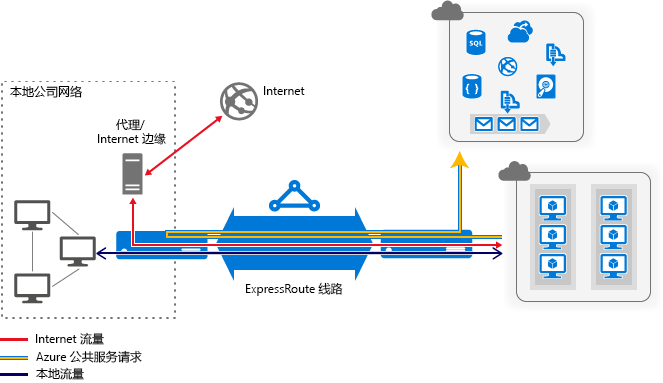 本地公司网络
代理/
Internet 边缘
Internet
SQL
{ }
ExpressRoute 线路
Internet 流量
Azure 公共服务请求
本地流量